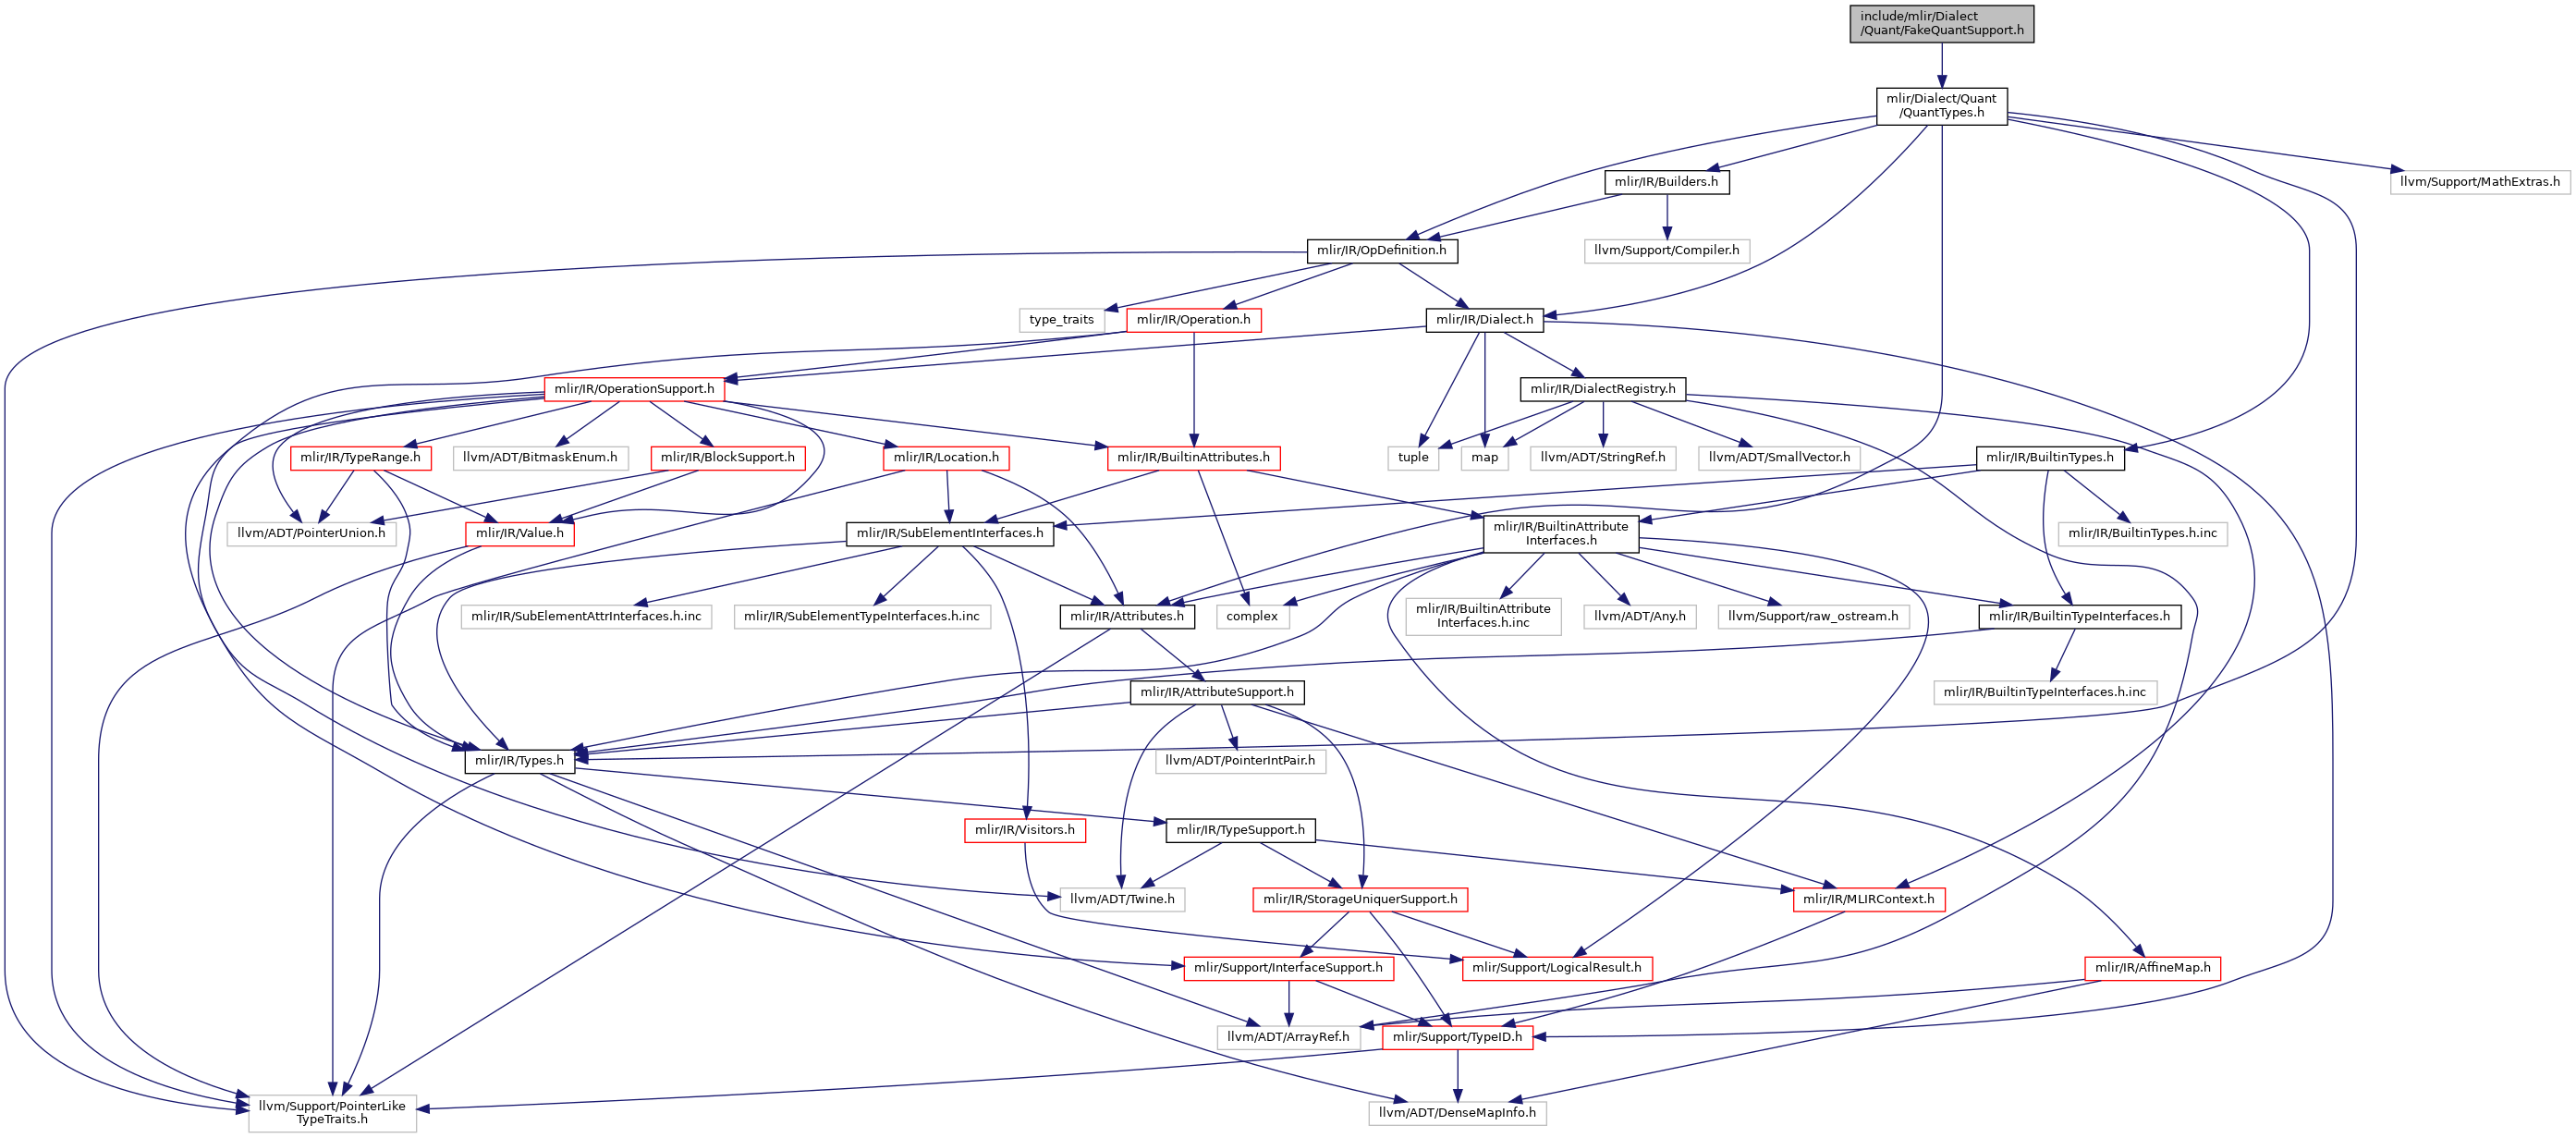 include/mlir/Dialect
/Quant/FakeQuantSupport.h
mlir/Dialect/Quant
/QuantTypes.h
mlir/IR/Builders.h
llvm/Support/MathExtras.h
mlir/IR/OpDefinition.h
llvm/Support/Compiler.h
type_traits
mlir/IR/Operation.h
mlir/IR/Dialect.h
mlir/IR/OperationSupport.h
mlir/IR/DialectRegistry.h
mlir/IR/TypeRange.h
llvm/ADT/BitmaskEnum.h
mlir/IR/BlockSupport.h
mlir/IR/Location.h
mlir/IR/BuiltinAttributes.h
tuple
map
llvm/ADT/StringRef.h
llvm/ADT/SmallVector.h
mlir/IR/BuiltinTypes.h
llvm/ADT/PointerUnion.h
mlir/IR/Value.h
mlir/IR/SubElementInterfaces.h
mlir/IR/BuiltinAttribute
Interfaces.h
mlir/IR/BuiltinTypes.h.inc
mlir/IR/SubElementAttrInterfaces.h.inc
mlir/IR/SubElementTypeInterfaces.h.inc
mlir/IR/Attributes.h
complex
mlir/IR/BuiltinAttribute
Interfaces.h.inc
llvm/ADT/Any.h
llvm/Support/raw_ostream.h
mlir/IR/BuiltinTypeInterfaces.h
mlir/IR/AttributeSupport.h
mlir/IR/BuiltinTypeInterfaces.h.inc
mlir/IR/Types.h
llvm/ADT/PointerIntPair.h
mlir/IR/Visitors.h
mlir/IR/TypeSupport.h
llvm/ADT/Twine.h
mlir/IR/StorageUniquerSupport.h
mlir/IR/MLIRContext.h
mlir/Support/InterfaceSupport.h
mlir/Support/LogicalResult.h
mlir/IR/AffineMap.h
llvm/ADT/ArrayRef.h
mlir/Support/TypeID.h
llvm/Support/PointerLike
TypeTraits.h
llvm/ADT/DenseMapInfo.h